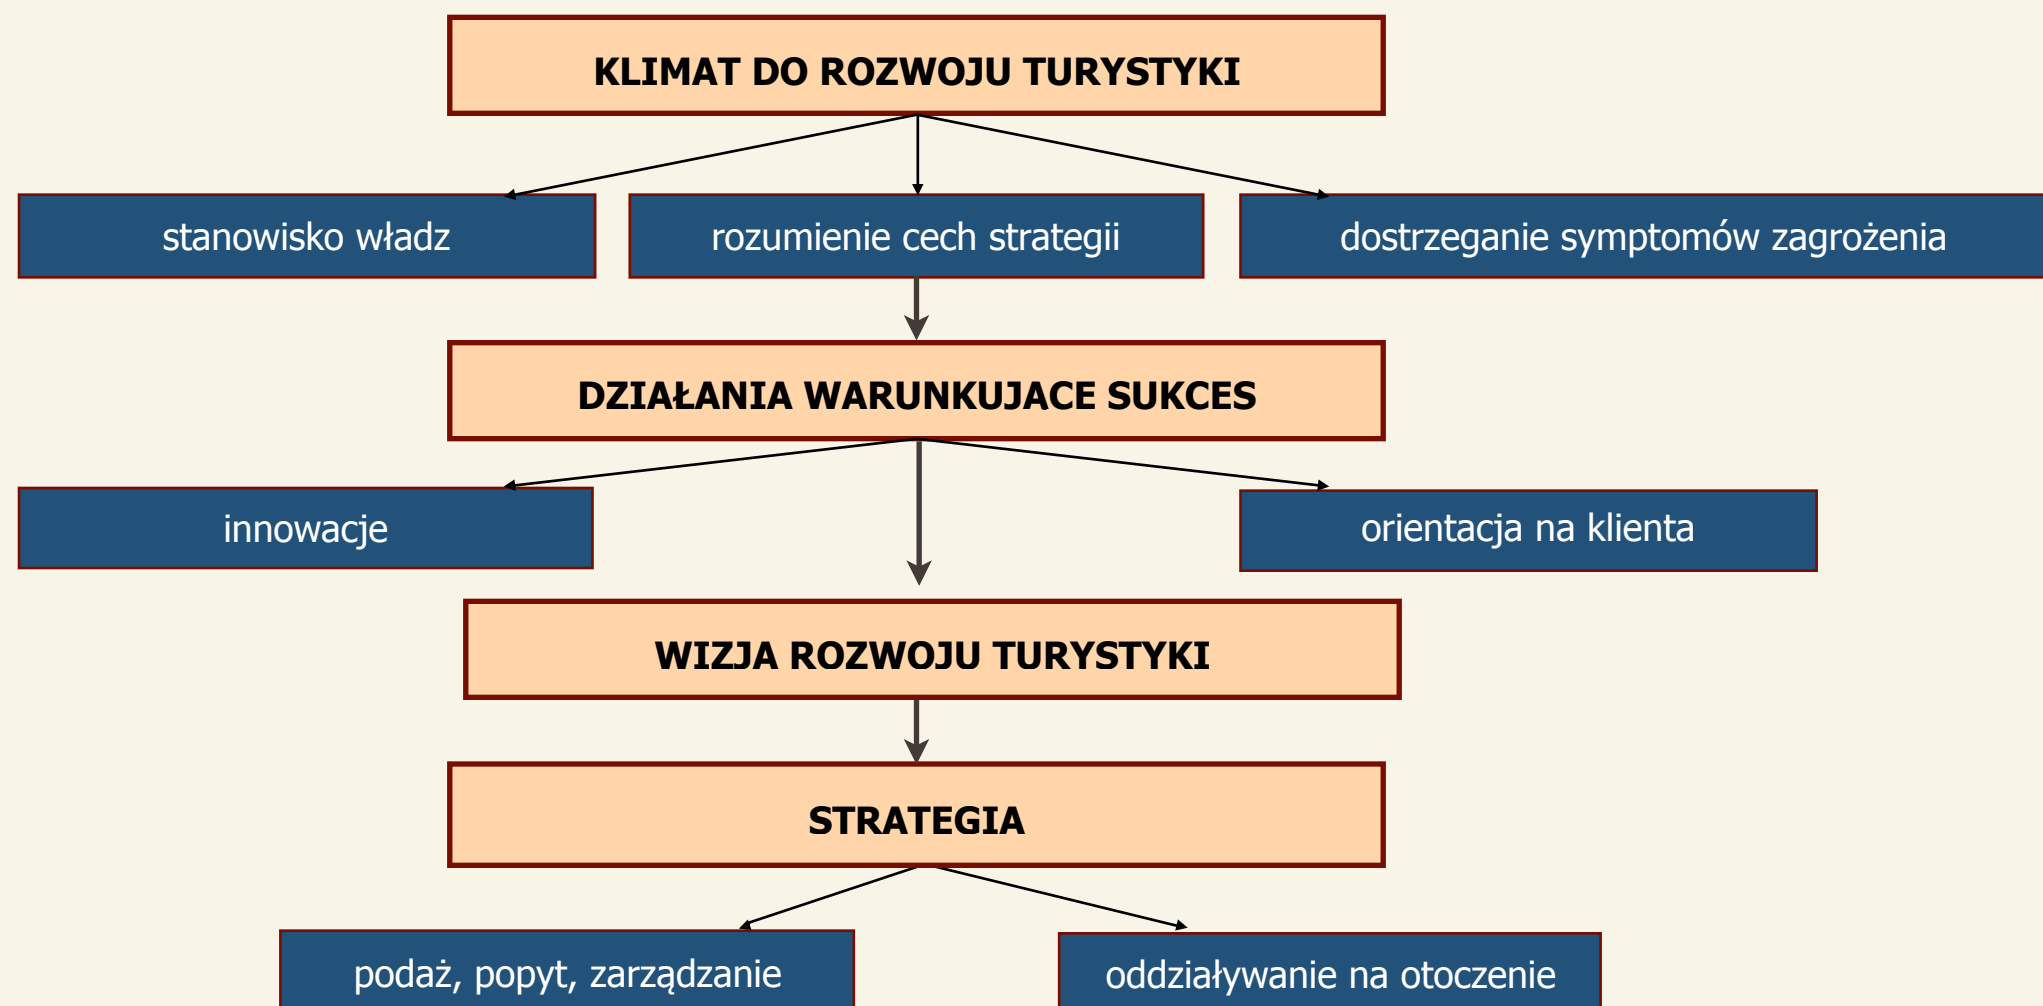 KLIMAT DO ROZWOJU TURYSTYKI
stanowisko władz
rozumienie cech strategii
dostrzeganie symptomów zagrożenia
DZIAŁANIA WARUNKUJACE SUKCES
innowacje
orientacja na klienta
WIZJA ROZWOJU TURYSTYKI
STRATEGIA
podaż, popyt, zarządzanie
oddziaływanie na otoczenie